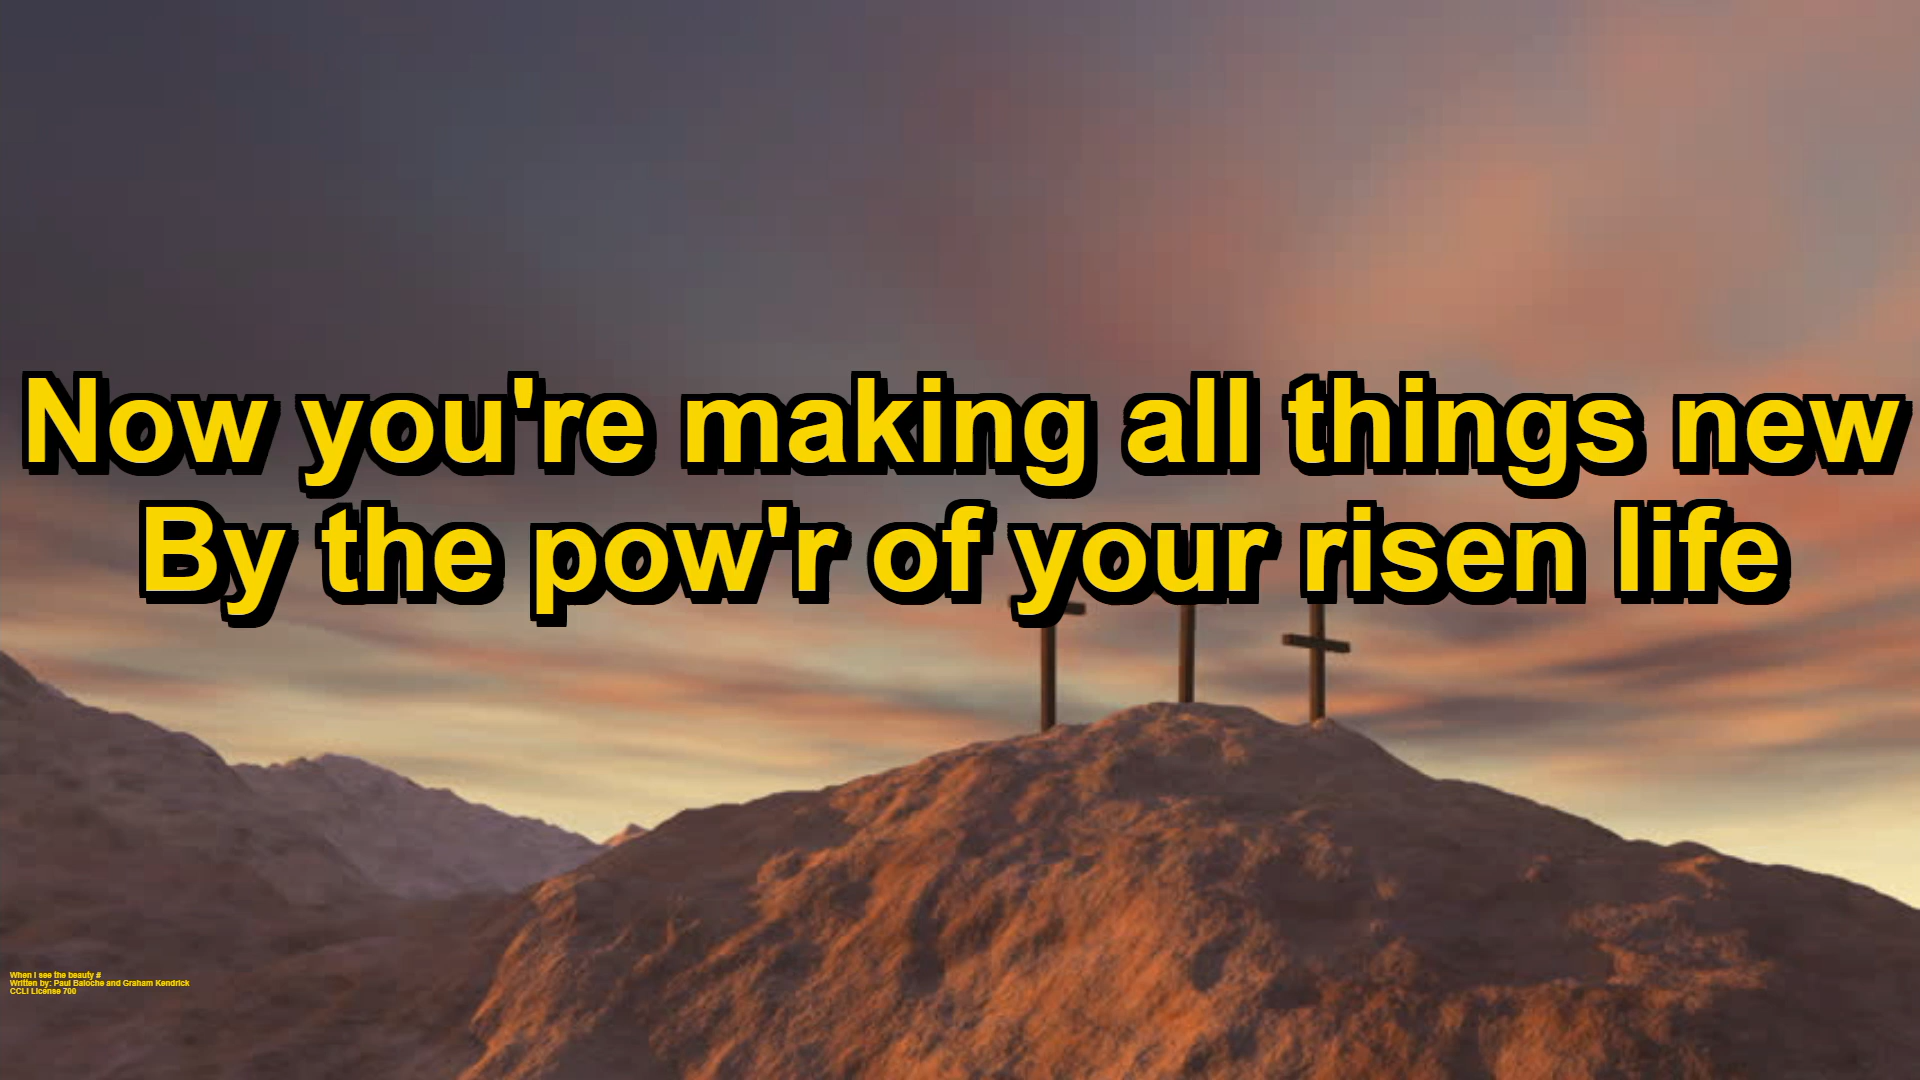 Now you're making all things new
By the pow'r of your risen life
When I see the beauty #
Written by: Paul Baloche and Graham Kendrick
CCLI License 700